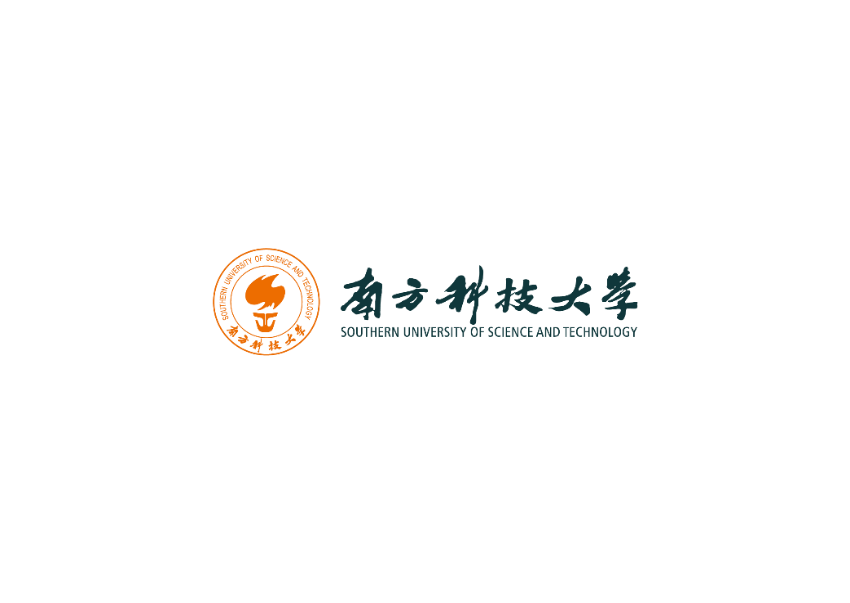 SOUTHERN UNIVERSITY OF SCIENCE AND TECHNOLOGY
南方科技大学
南方科技大学
SOUTHERN UNIVERSITY OF SCIENCE AND TECHNOLOGY